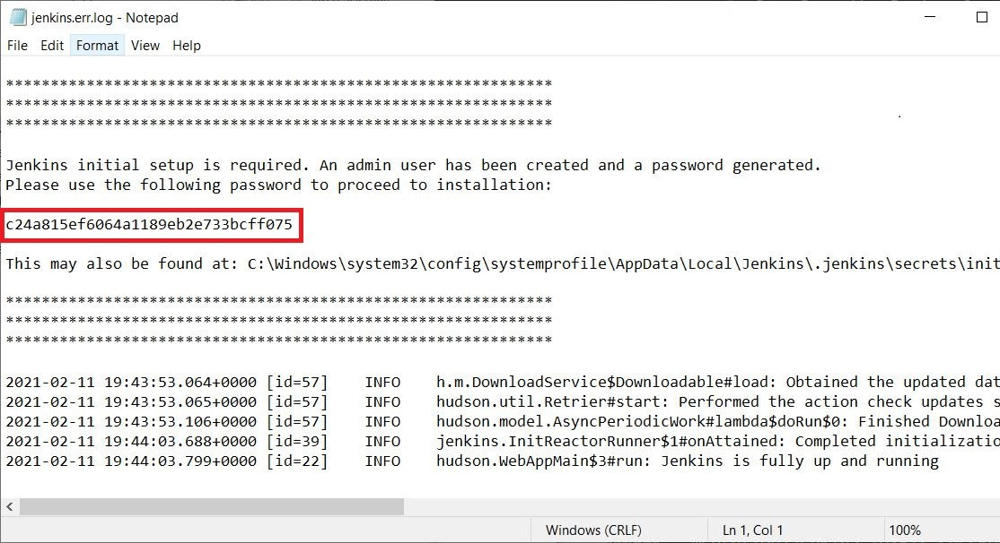 jenkins.err.log - Notepad
File Edit Format View Help
*************************************************************
*************************************************************
*************************************************************
Jenkins initial setup is required. An admin user has been created and a password generated.
Please use the following password to proceed to installation:
c24a815ef6064a1189eb2e733bcff075
This may also be found at: C:\Windows\system32\config\systemprofile\AppData\Local\Jenkins\.jenkins\secrets\init
*************************************************************
*************************************************************
*************************************************************
2021-02-11 19:43:53.064+0000 [id=57] INFO h.m.DownloadService$Downloadable#load: Obtained the updated dat
2021-02-11 19:43:53.065+0000 [id=57] INFO hudson.util.Retrier#start: Performed the action check updates s
2021-02-11 19:43:53.106+0000 [id=57] INFO hudson.model.AsyncPeriodicWork#lambda$doRun$0: Finished Downloa
2021-02-11 19:44:03.688+0000 [id=39] INFO jenkins.InitReactorRunner$1#onAttained: Completed initializatio
2021-02-11 19:44:03.799+0000 [id=22] INFO hudson.WebAppMain$3#run: Jenkins is fully up and running
Windows (CRLF) Ln 1, Col 1 100%